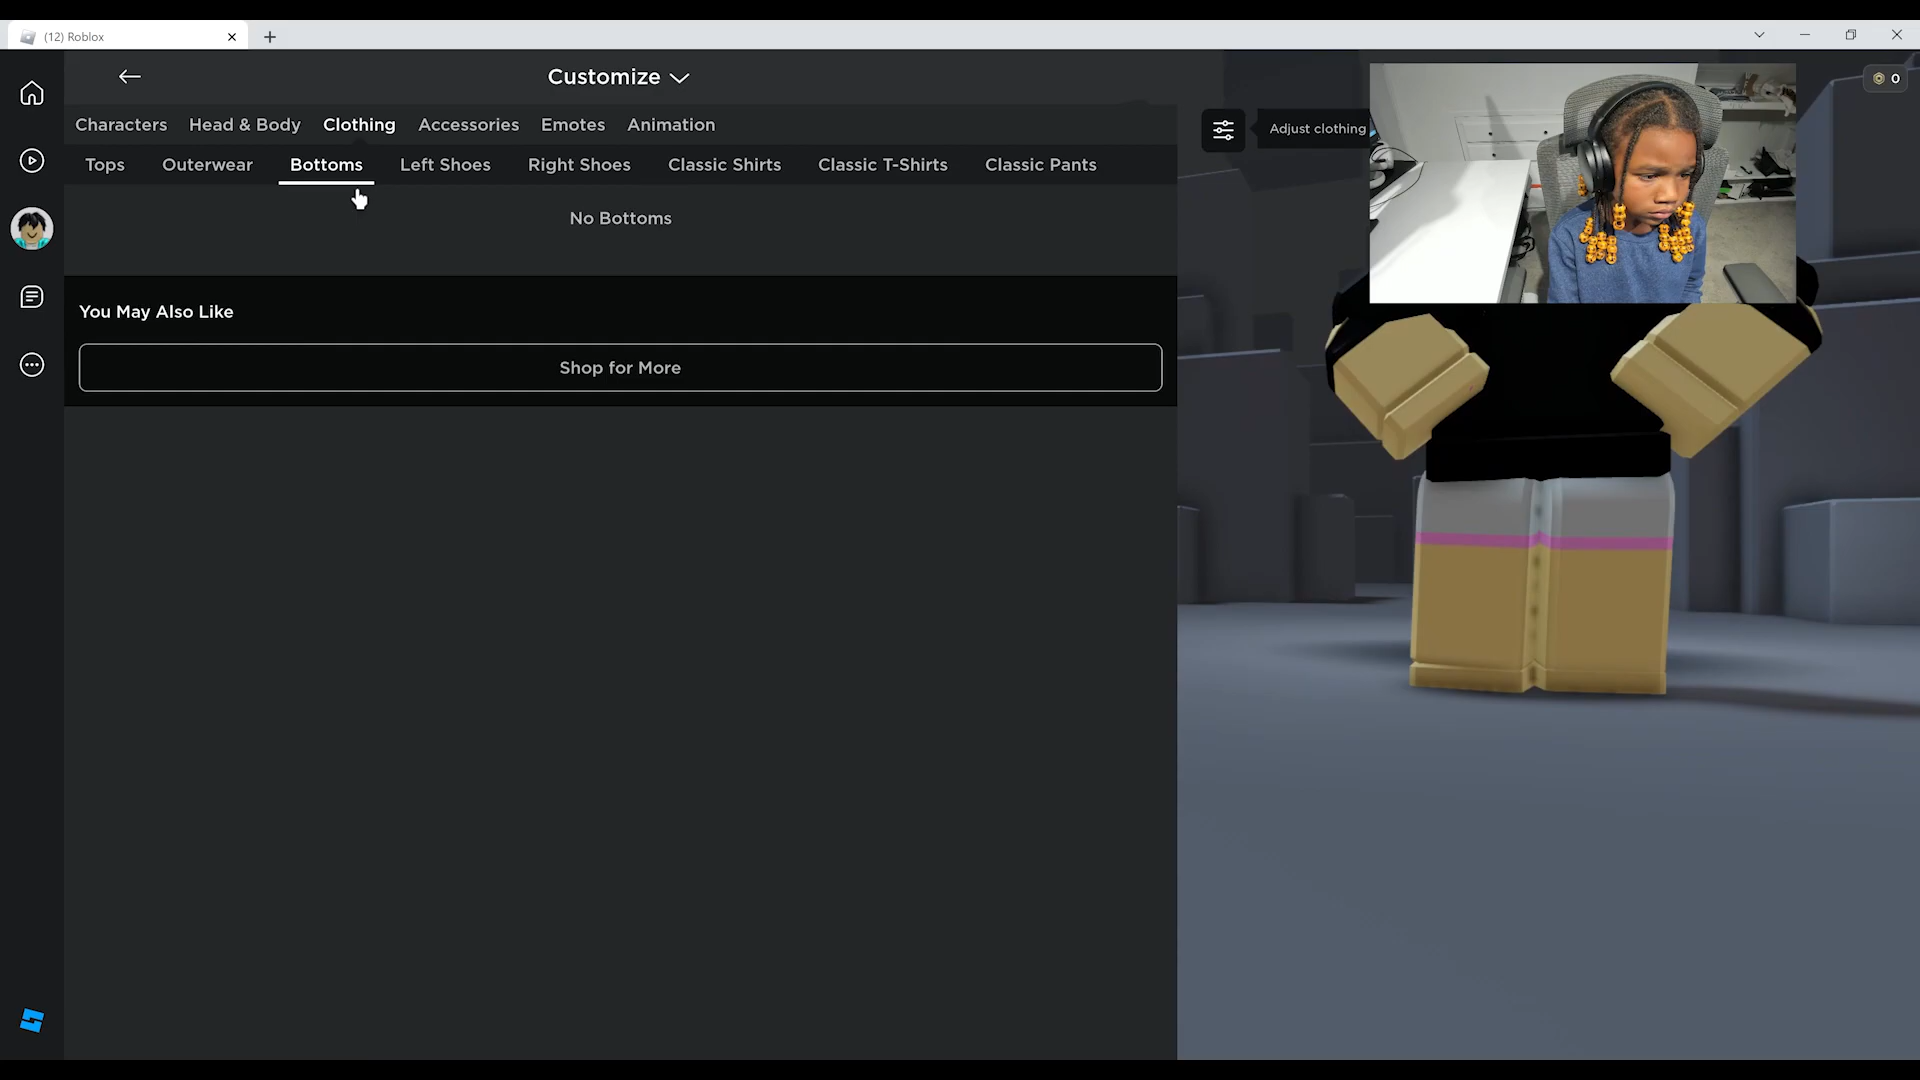 (12) Roblox
Customize
0
Characters Head & Body Clothing Accessories Emotes Animation
Adjust clothing
Tops Outerwear Bottoms Left Shoes Right Shoes Classic Shirts Classic T-Shirts Classic Pants
No Bottoms
You May Also Like
Shop for More